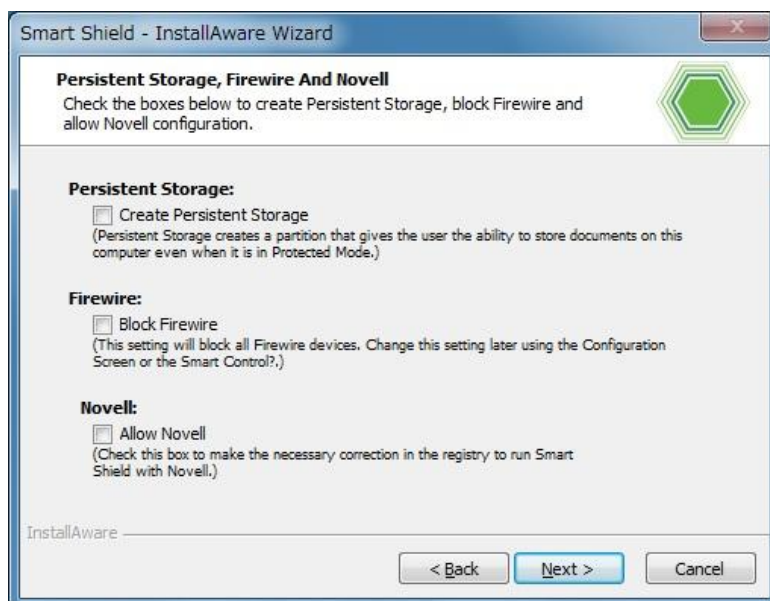 Smart Shield - InstallAware Wizard
Persistent Storage, Firewire And Novell
Check the boxes below to create Persistent Storage, block Firewire and
allow Novell configuration.
Persistent Storage:
Create Persistent Storage
(Persistent Storage creates a partition that gives the user the ability to store documents on this
computer even when it is in Protected Mode.)
Firewire:
Block Firewire
(This setting will block all Firewire devices. Change this setting later using the Configuration
Screen or the Smart Control?.)
Novell:
Allow Novell
(Check this box to make the necessary correction in the registry to run Smart
Shield with Novell.)
InstallAware
< Back Next > Cancel